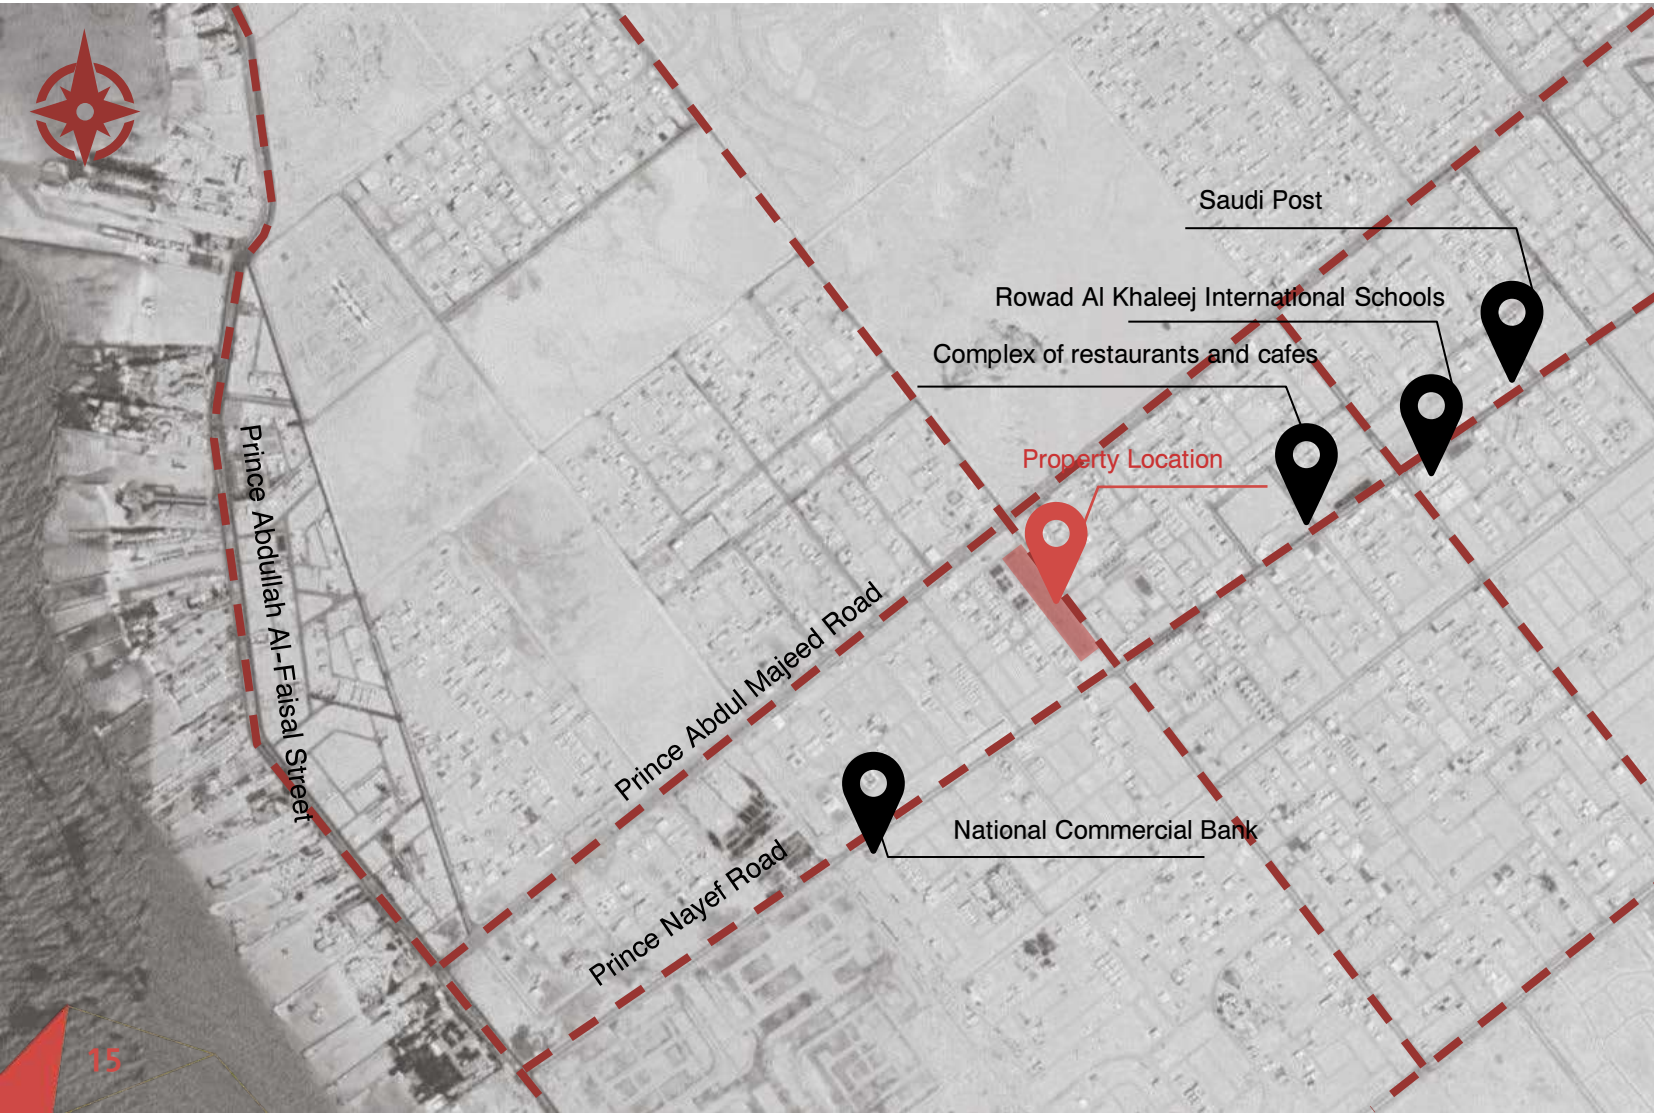 Saudi Post
Rowad Al Khaleej International Schools
Complex of restaurants and cafes
Property Location
Prince Abdullah Al-Faisal Street
Prince Abdul Majeed Road
National Commercial Bank
Prince Nayef Road
15